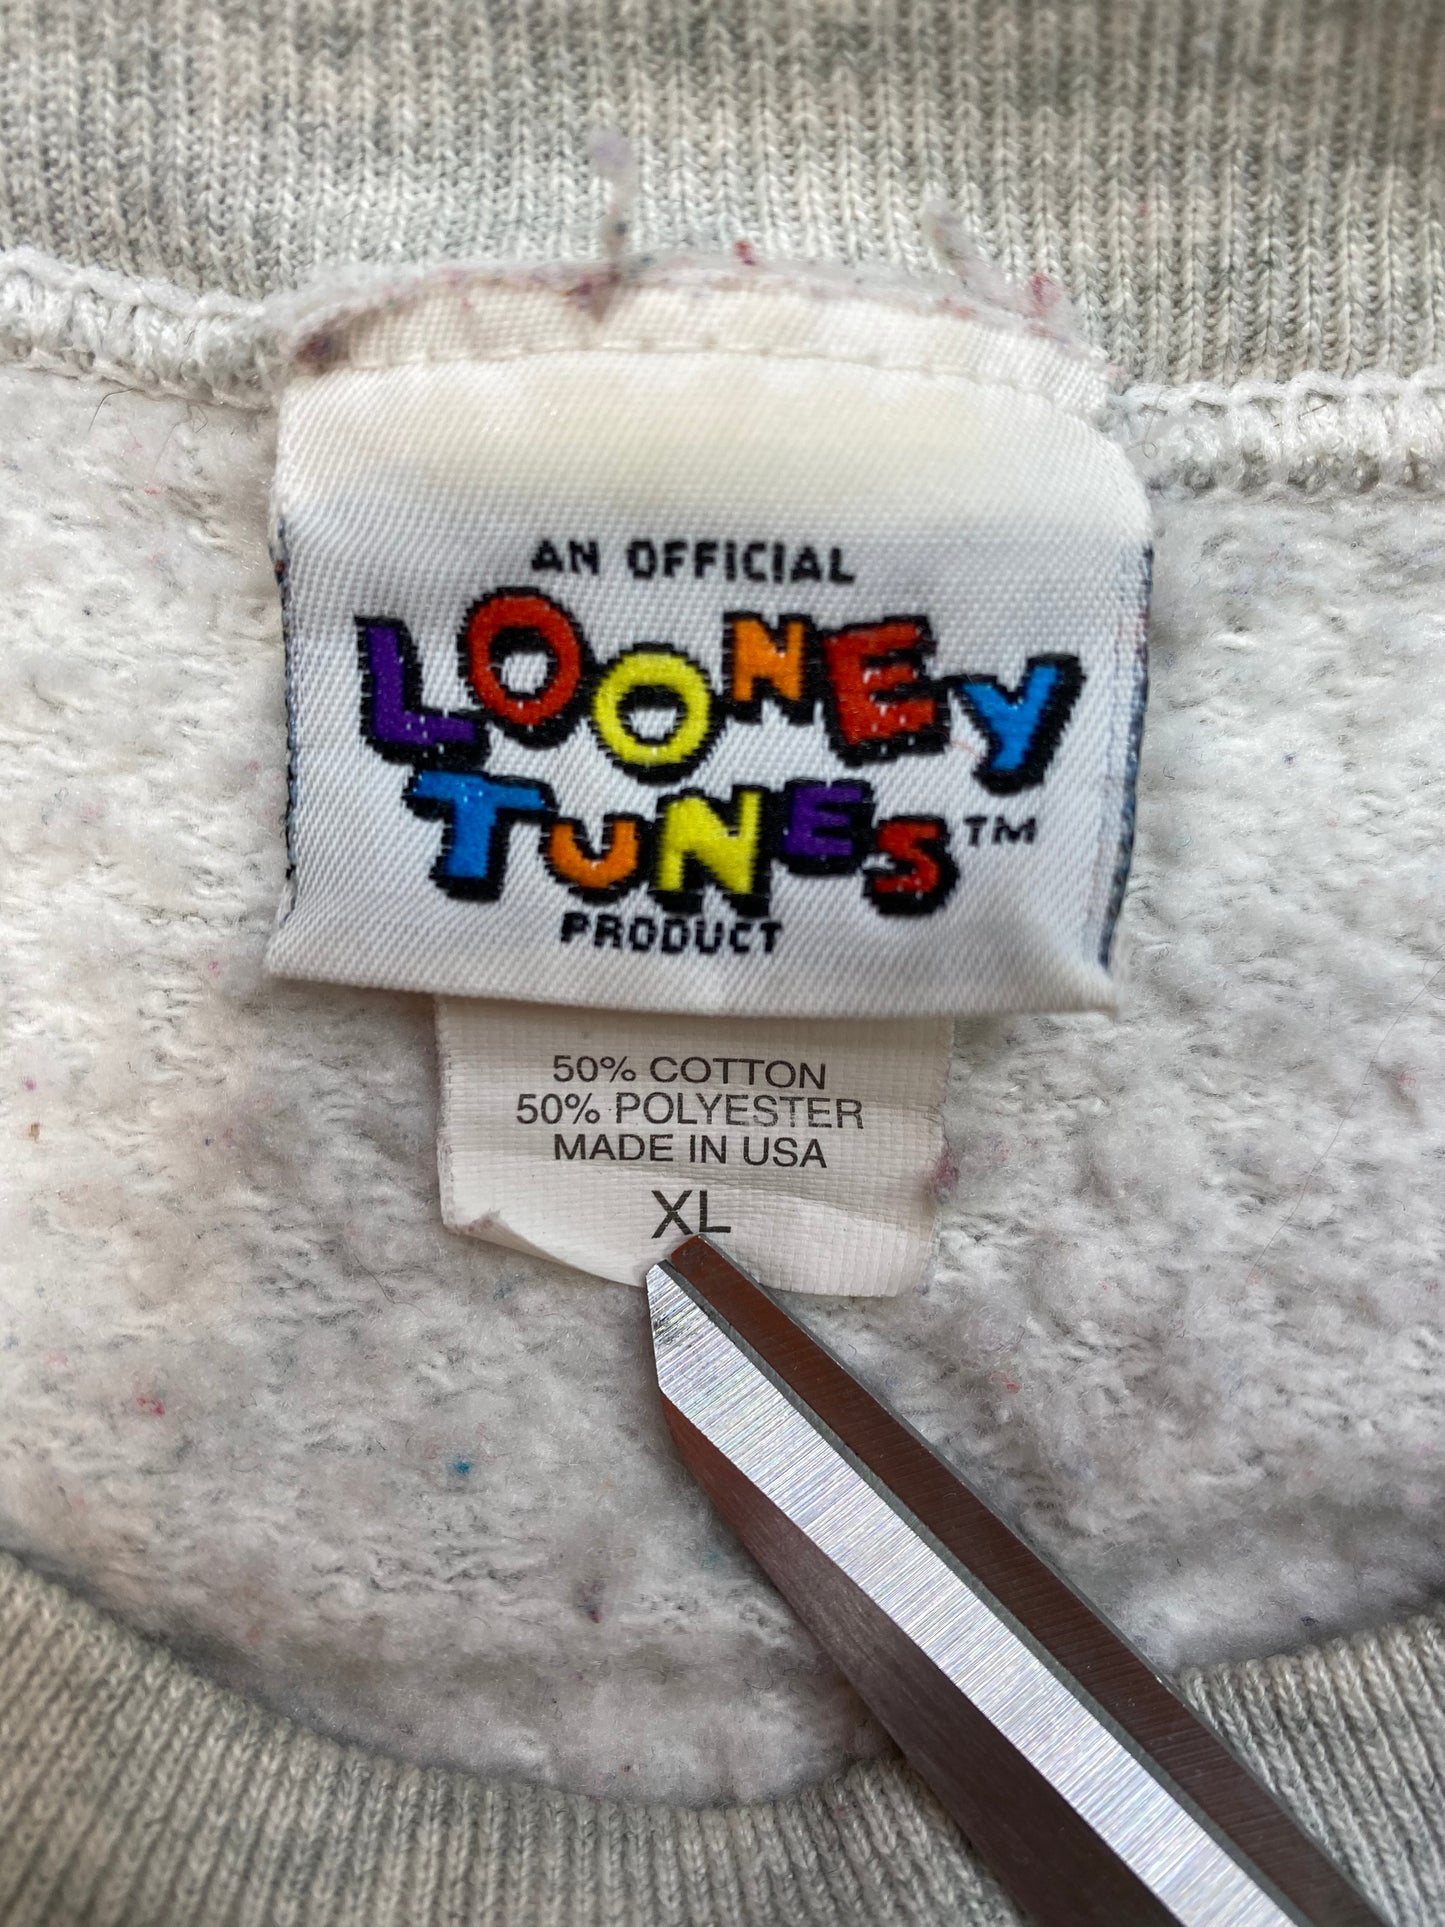 AN OFFICIAL
LOONEY
TUNES™
PRODUCT
50% COTTON
50% POLYESTER
MADE IN USA
XL